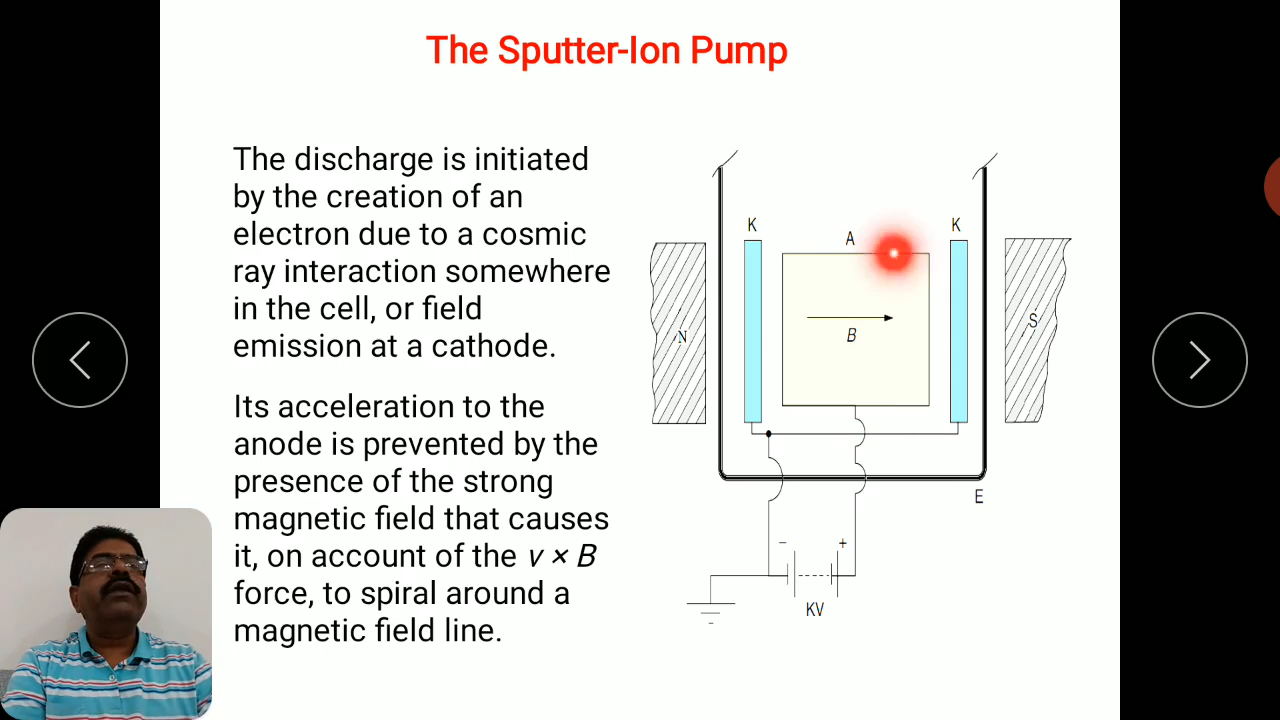 The Sputter-Ion Pump
The discharge is initiated
by the creation of an
electron due to a cosmic
ray interaction somewhere
in the cell, or field
emission at a cathode.
Its acceleration to the
anode is prevented by the
presence of the strong
magnetic field that causes
it, on account of the v × B
force, to spiral around a
magnetic field line.
K
A
K
N
B
S
E
− +
KV